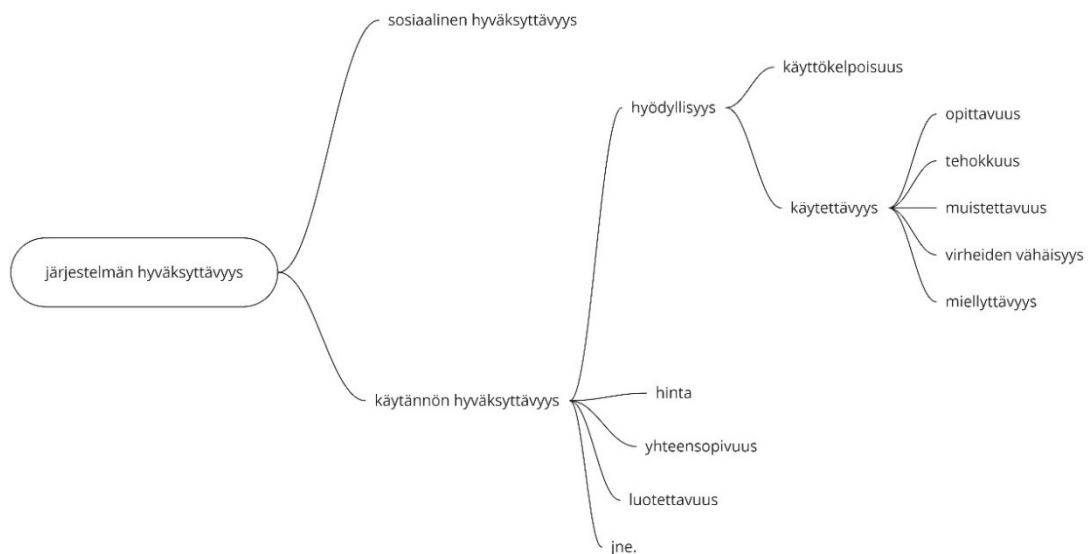 sosiaalinen hyväksyttävyys
käyttökelpoisuus
hyödyllisyys
opittavuus
tehokkuus
käytettävyys
muistettavuus
virheiden vähäisyys
järjestelmän hyväksyttävyys
miellyttävyys
käytännön hyväksyttävyys
hinta
yhteensopivuus
luotettavuus
jne.